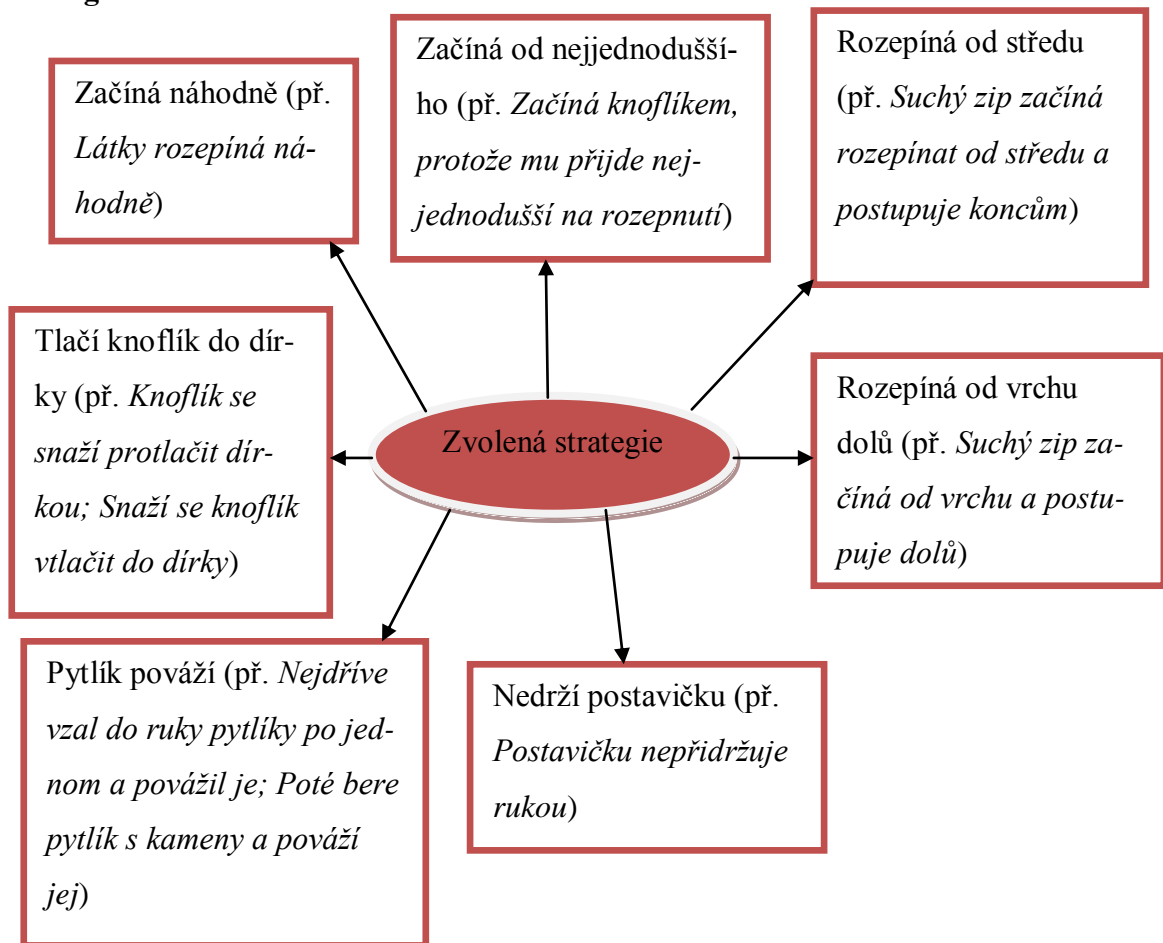 Začíná náhodně (př.
Látky rozepíná ná-
hodně)
Začíná od nejjednodušší-
ho (př. Začíná knoflíkem,
protože mu přijde nej-
jednodušší na rozepnutí)
Rozepíná od středu
(př. Suchý zip začíná
rozepínat od středu a
postupuje koncům)
Tlačí knoflík do dír-
ky (př. Knoflík se
snaží protlačit dír-
kou; Snaží se knoflík
vtlačit do dírky)
Zvolená strategie
Rozepíná od vrchu
dolů (př. Suchý zip za-
číná od vrchu a postu-
puje dolů)
Pytlík pováží (př. Nejdříve
vzal do ruky pytlíky po jed-
nom a povážil je; Poté bere
pytlík s kameny a pováží
jej)
Nedrží postavičku (př.
Postavičku nepřidržuje
rukou)